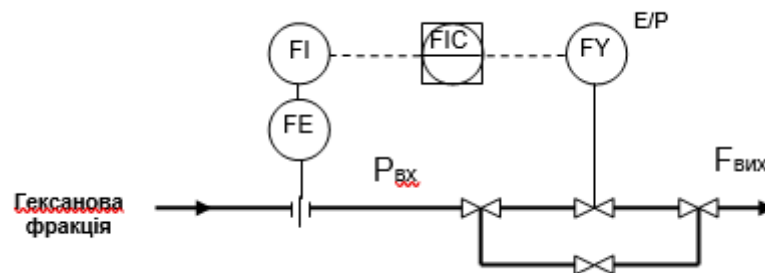 E/P
FI
FIC
FY
FE
Pвх
Fвих
Гексанова
фракція